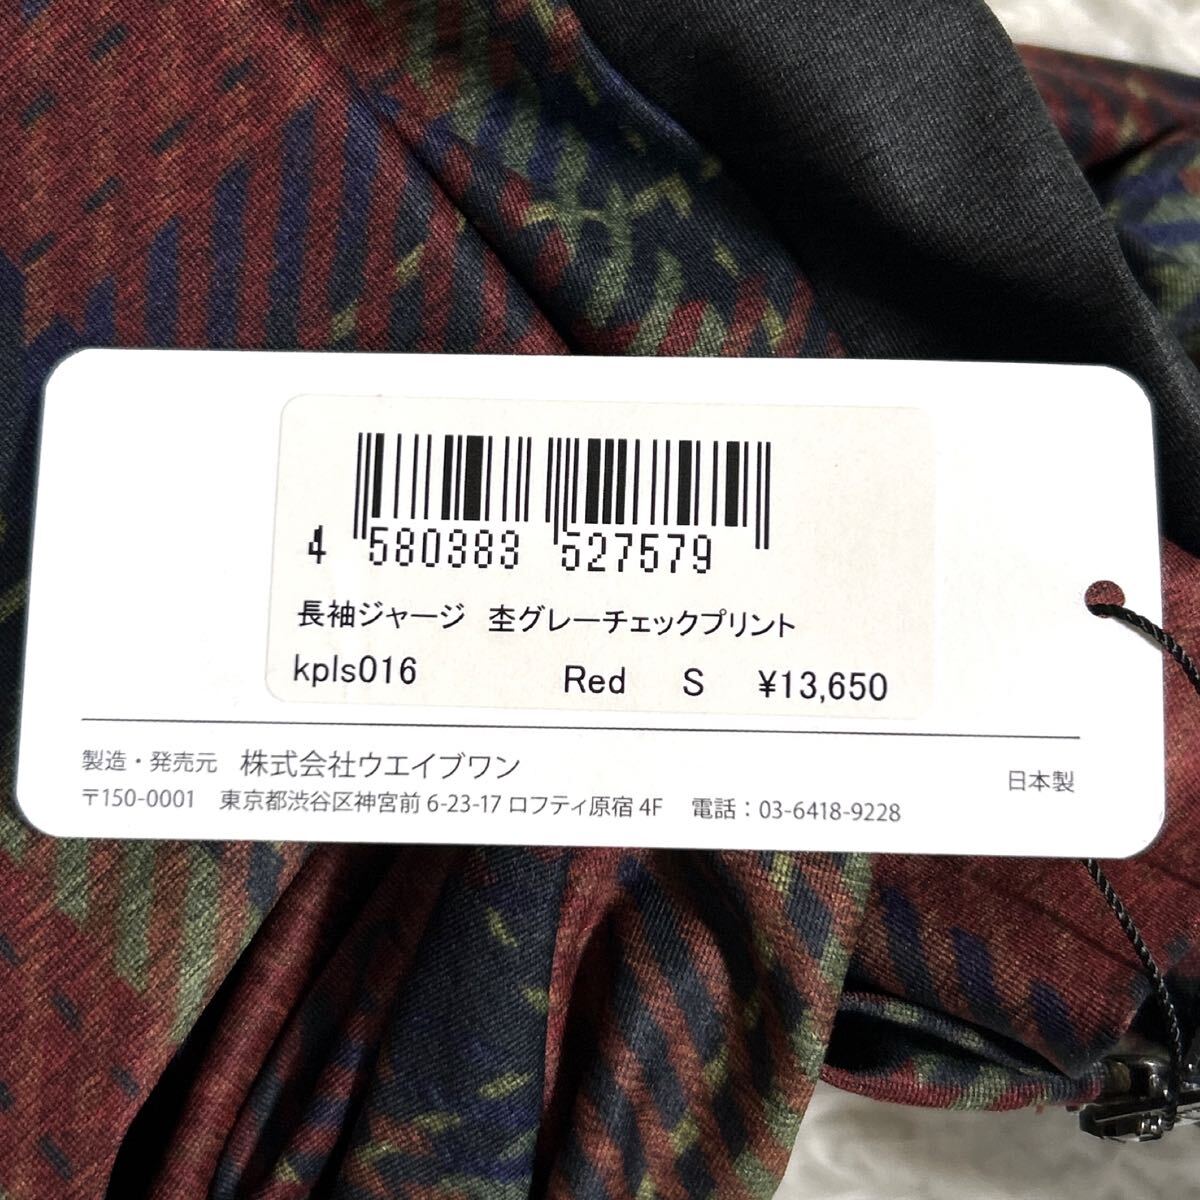 4 580383 527579
長袖ジャージ 杢グレーチェックプリント
kpls016 Red S ¥13,650
製造・発売元 株式会社ウエイブワン
日本製
〒150-0001 東京都渋谷区神宮前 6-23-17 ロフティ原宿 4F 電話：03-6418-9228